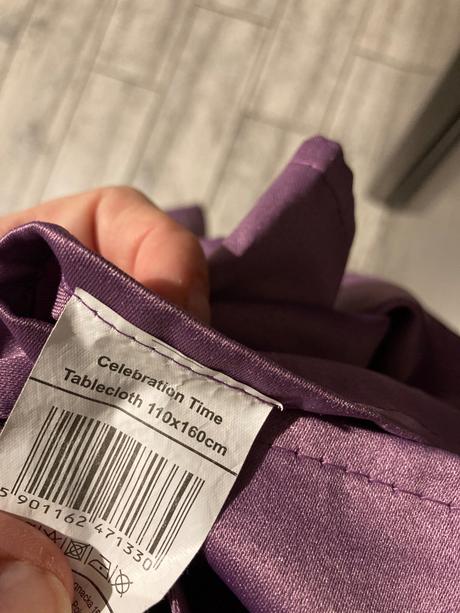 Celebration Time
Tablecloth 110x160cm
5 901162 471330